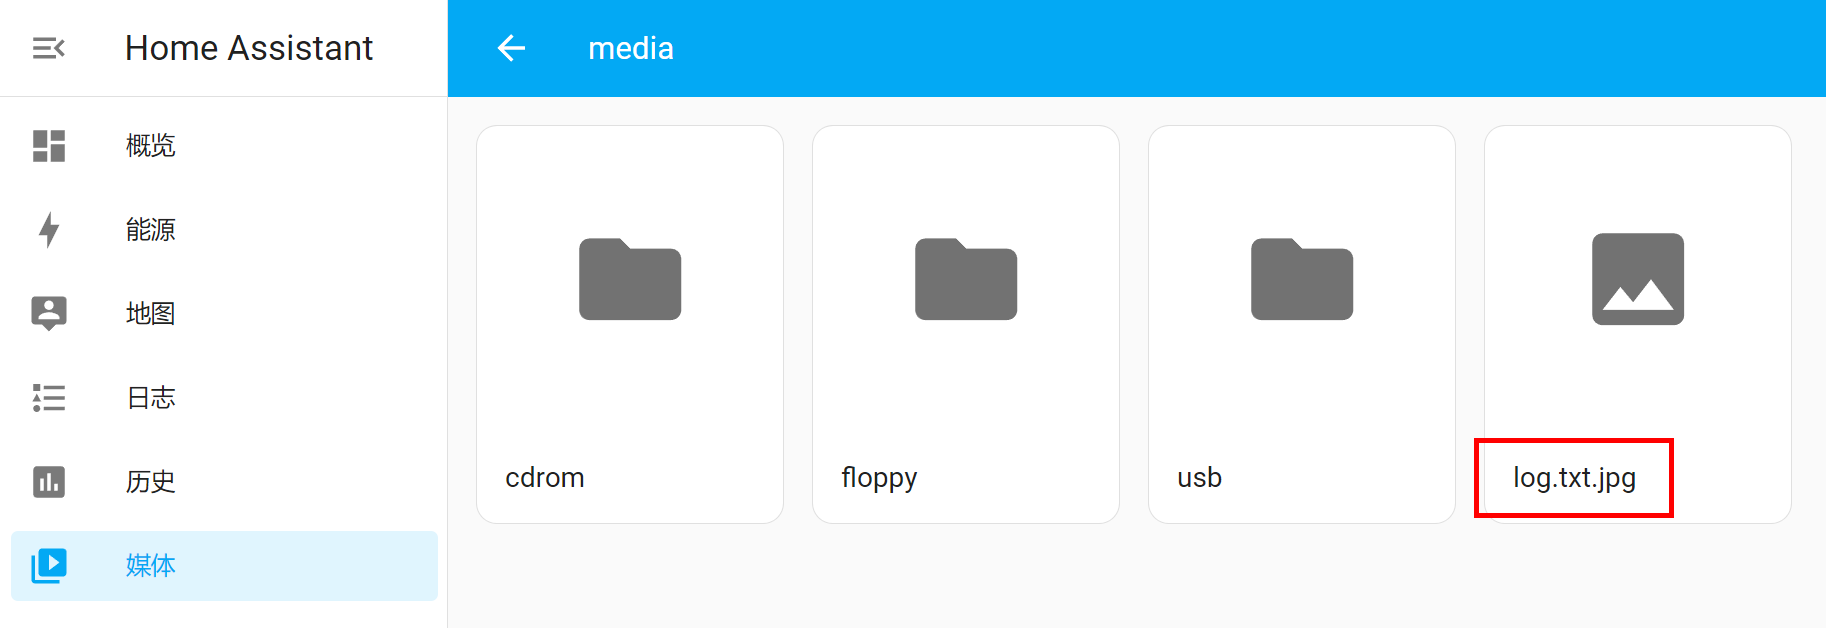 Home Assistant
media
概览
能源
地图
日志
历史
媒体
cdrom
floppy
usb
log.txt.jpg